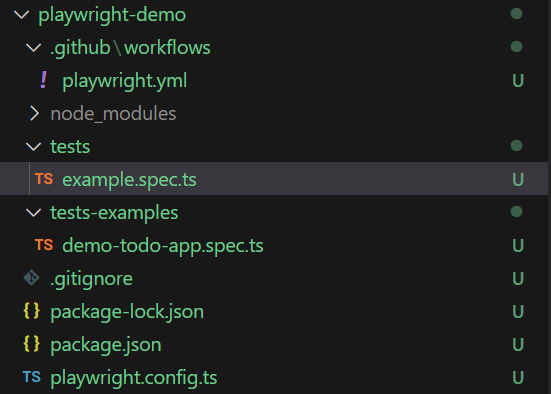 playwright-demo
.github\workflows
! playwright.yml U
node_modules
tests
TS example.spec.ts U
tests-examples
TS demo-todo-app.spec.ts U
.gitignore U
{} package-lock.json U
{} package.json U
TS playwright.config.ts U